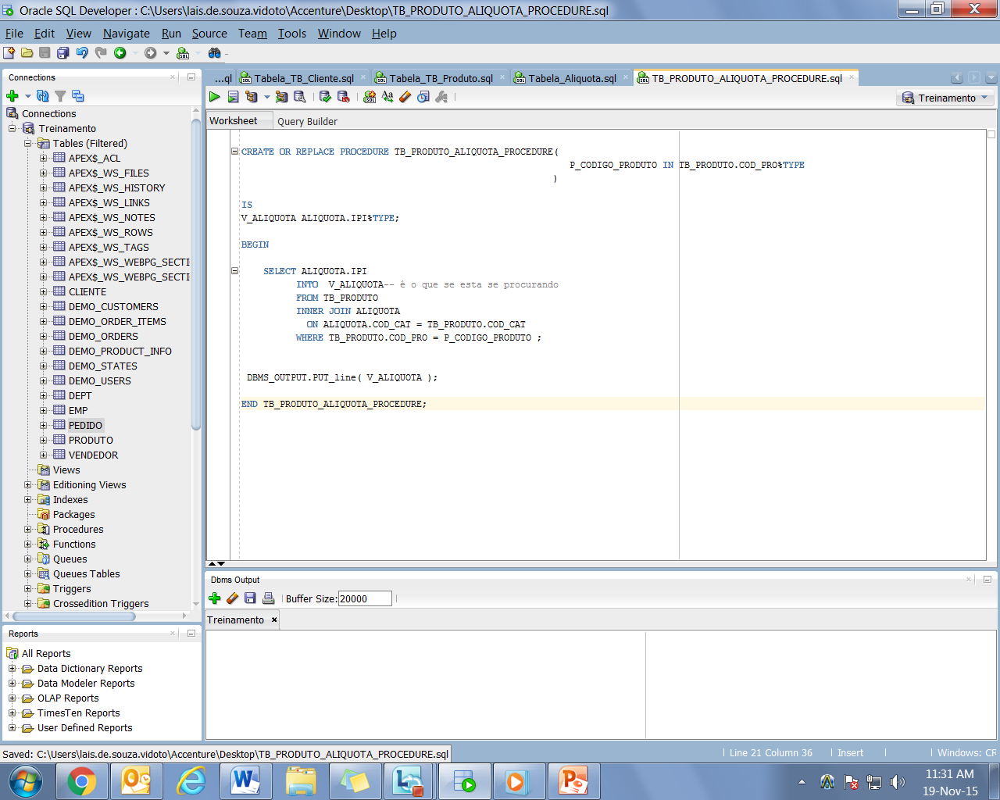 Oracle SQL Developer : C:\Users\lais.de.souza.vidoto\Accenture\Desktop\TB_PRODUTO_ALIQUOTA_PROCEDURE.sql
File Edit View Navigate Run Source Team Tools Window Help
Connections
Connections
Treinamento
Tables (Filtered)
APEX$_ACL
APEX$_WS_FILES
APEX$_WS_HISTORY
APEX$_WS_LINKS
APEX$_WS_NOTES
APEX$_WS_ROWS
APEX$_WS_TAGS
APEX$_WS_WEBPG_SECTI
APEX$_WS_WEBPG_SECTI
CLIENTE
DEMO_CUSTOMERS
DEMO_ORDER_ITEMS
DEMO_ORDERS
DEMO_PRODUCT_INFO
DEMO_STATES
DEMO_USERS
DEPT
EMP
PEDIDO
PRODUTO
VENDEDOR
Views
Editioning Views
Indexes
Packages
Procedures
Functions
Queues
Queues Tables
Triggers
Crossedition Triggers
Reports
All Reports
Data Dictionary Reports
Data Modeler Reports
OLAP Reports
TimesTen Reports
User Defined Reports
...ql Tabela_TB_Cliente.sql Tabela_TB_Produto.sql Tabela_Aliquota.sql TB_PRODUTO_ALIQUOTA_PROCEDURE.sql
Treinamento
Worksheet Query Builder
CREATE OR REPLACE PROCEDURE TB_PRODUTO_ALIQUOTA_PROCEDURE(
P_CODIGO_PRODUTO IN TB_PRODUTO.COD_PRO%TYPE
)
IS
V_ALIQUOTA ALIQUOTA.IPI%TYPE;
BEGIN
SELECT ALIQUOTA.IPI
INTO V_ALIQUOTA-- é o que se esta se procurando
FROM TB_PRODUTO
INNER JOIN ALIQUOTA
ON ALIQUOTA.COD_CAT = TB_PRODUTO.COD_CAT
WHERE TB_PRODUTO.COD_PRO = P_CODIGO_PRODUTO ;
DBMS_OUTPUT.PUT_line( V_ALIQUOTA );
END TB_PRODUTO_ALIQUOTA_PROCEDURE;
Dbms Output
Buffer Size: 20000
Treinamento
Saved: C:\Users\lais.de.souza.vidoto\Accenture\Desktop\TB_PRODUTO_ALIQUOTA_PROCEDURE.sql
Line 21 Column 36 Insert Windows: CR
11:31 AM
19-Nov-15